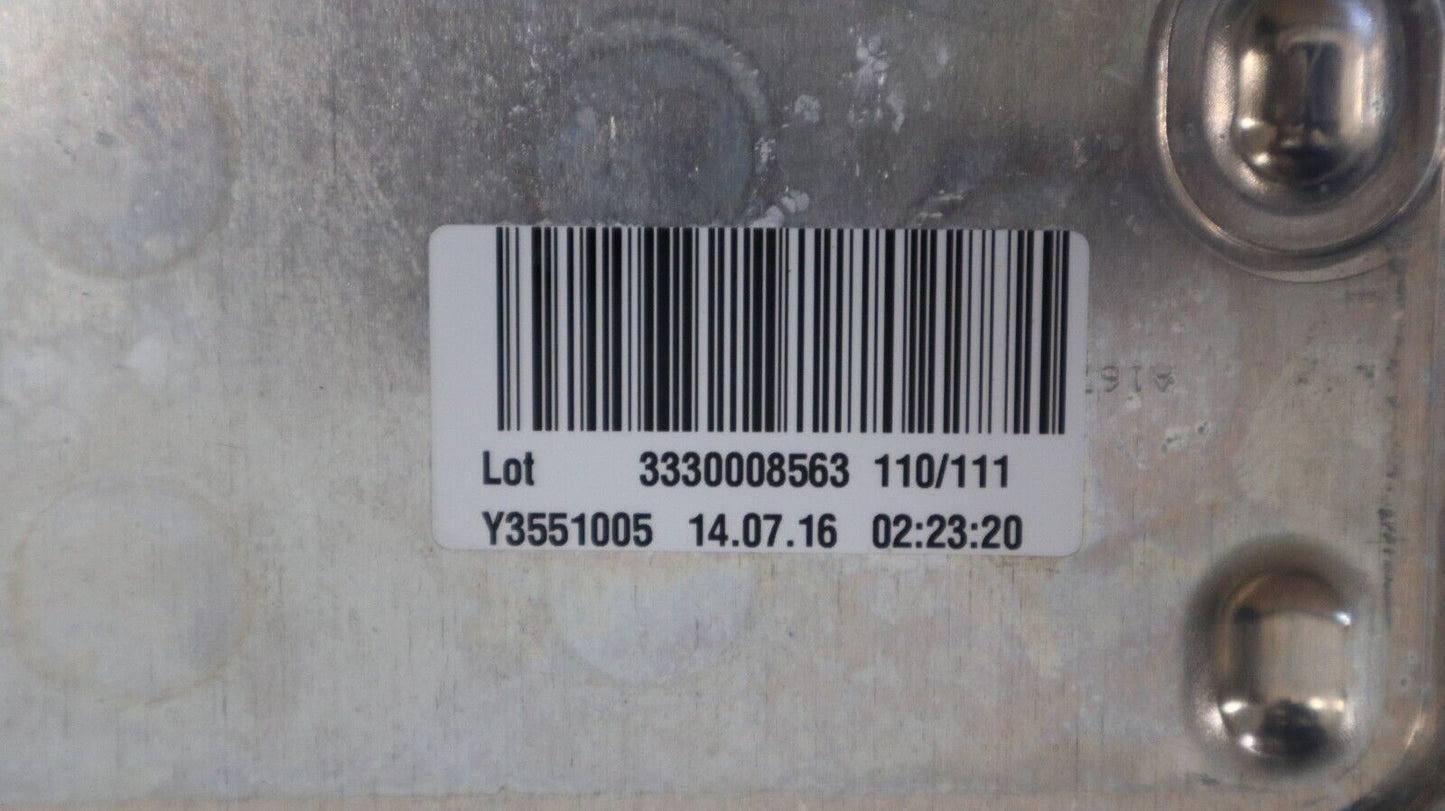 Lot 3330008563 110/111
Y3551005 14.07.16 02:23:20